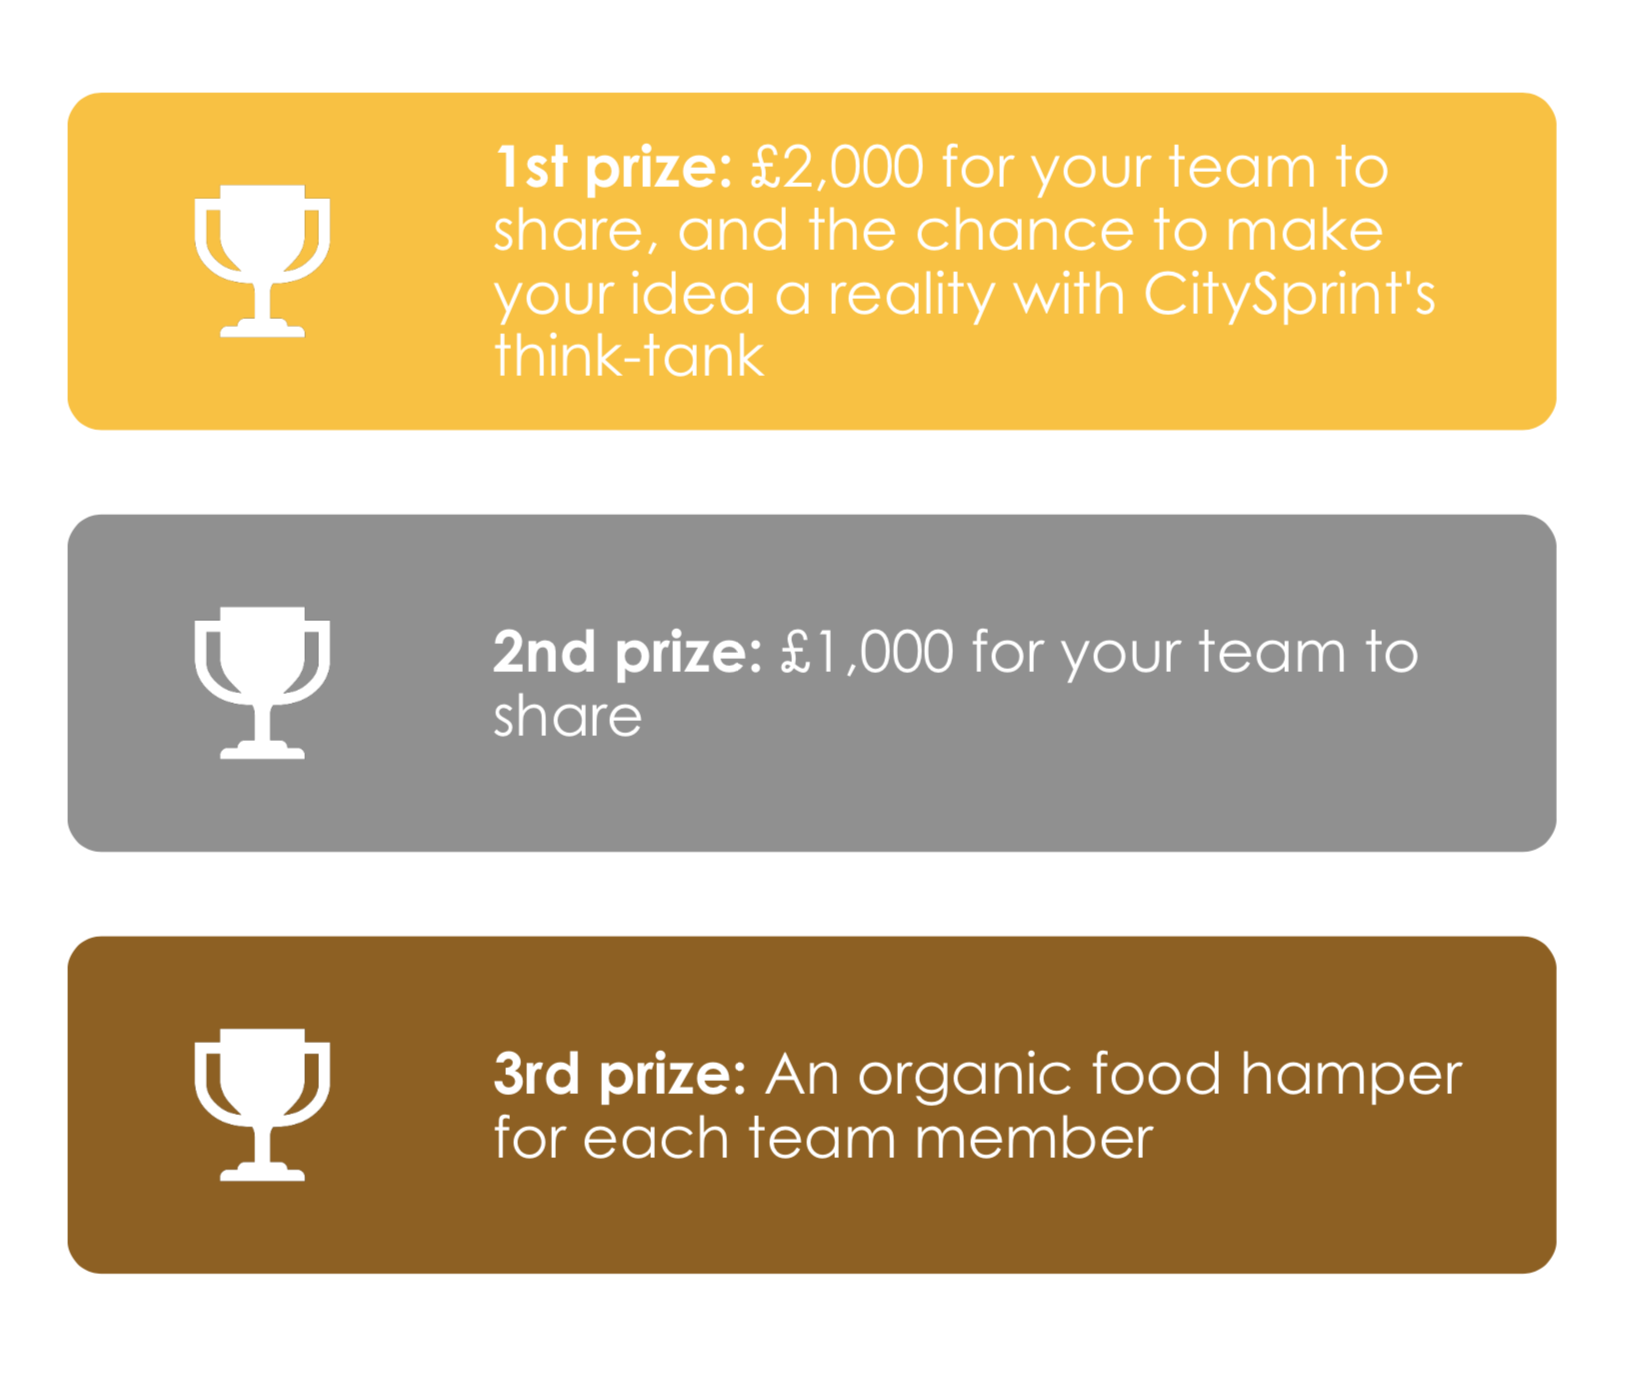 1st prize: £2,000 for your team to
share, and the chance to make
your idea a reality with CitySprint's
think-tank
2nd prize: £1,000 for your team to
share
3rd prize: An organic food hamper
for each team member